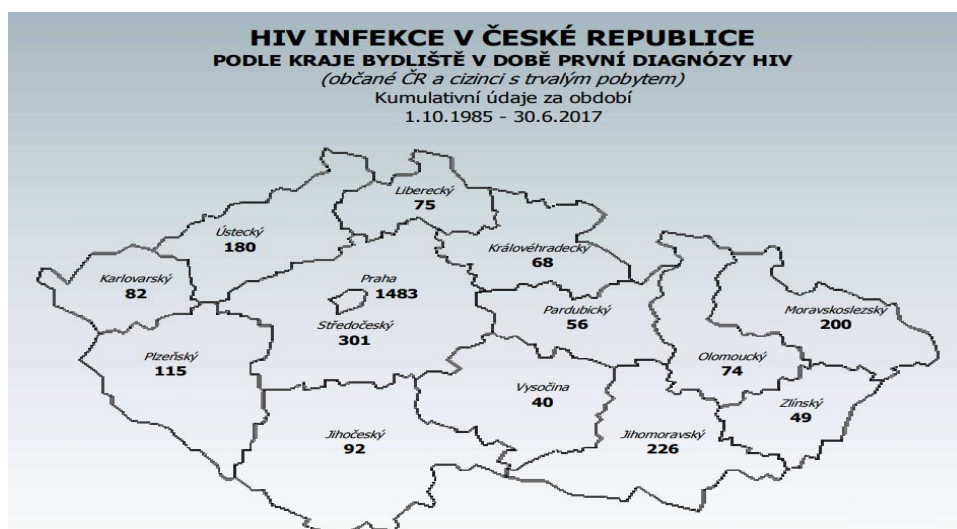 HIV INFEKCE V ČESKÉ REPUBLICE
PODLE KRAJE BYDLIŠTĚ V DOBĚ PRVNÍ DIAGNÓZY HIV
(občané ČR a cizinci s trvalým pobytem)
Kumulativní údaje za období
1.10.1985 - 30.6.2017
Liberecký
75
Ústecký
180
Královéhradecký
68
Karlovarský
82
Praha
1483
Středočeský
301
Pardubický
56
Moravskoslezský
200
Plzeňský
115
Olomoucký
74
Vysočina
40
Zlínský
49
Jihočeský
92
Jihomoravský
226